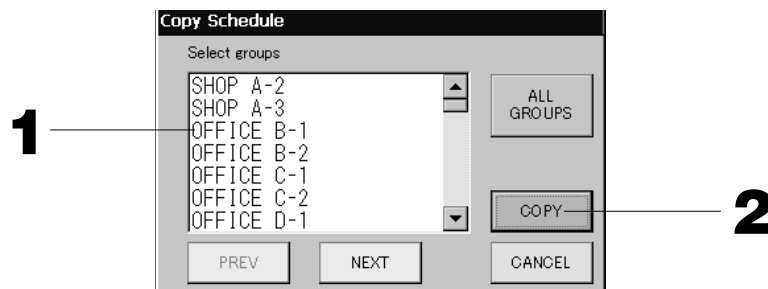 Copy Schedule
Select groups
SHOP A-2
SHOP A-3
OFFICE B-1
OFFICE B-2
OFFICE C-1
OFFICE C-2
OFFICE D-1
ALL
GROUPS
COPY
PREV
NEXT
CANCEL
1
2